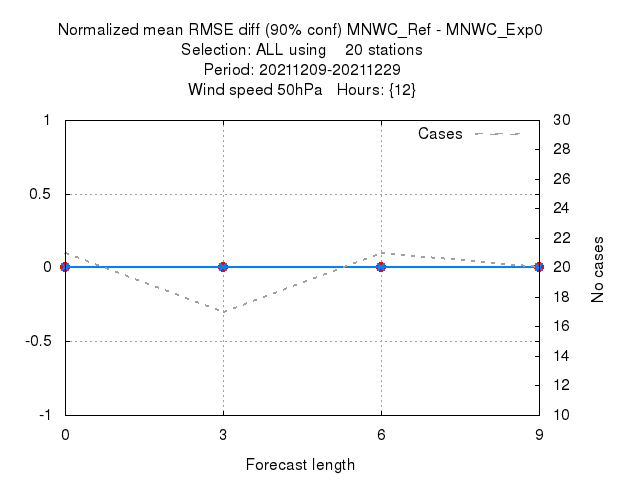 Normalized mean RMSE diff (90% conf) MNWC_Ref - MNWC_Exp0
Selection: ALL using 20 stations
Period: 20211209-20211229
Wind speed 50hPa Hours: {12}
Cases
1
0.5
0
-0.5
-1
30
28
26
24
22
20
18
16
14
12
10
No cases
0 3 6 9
Forecast length